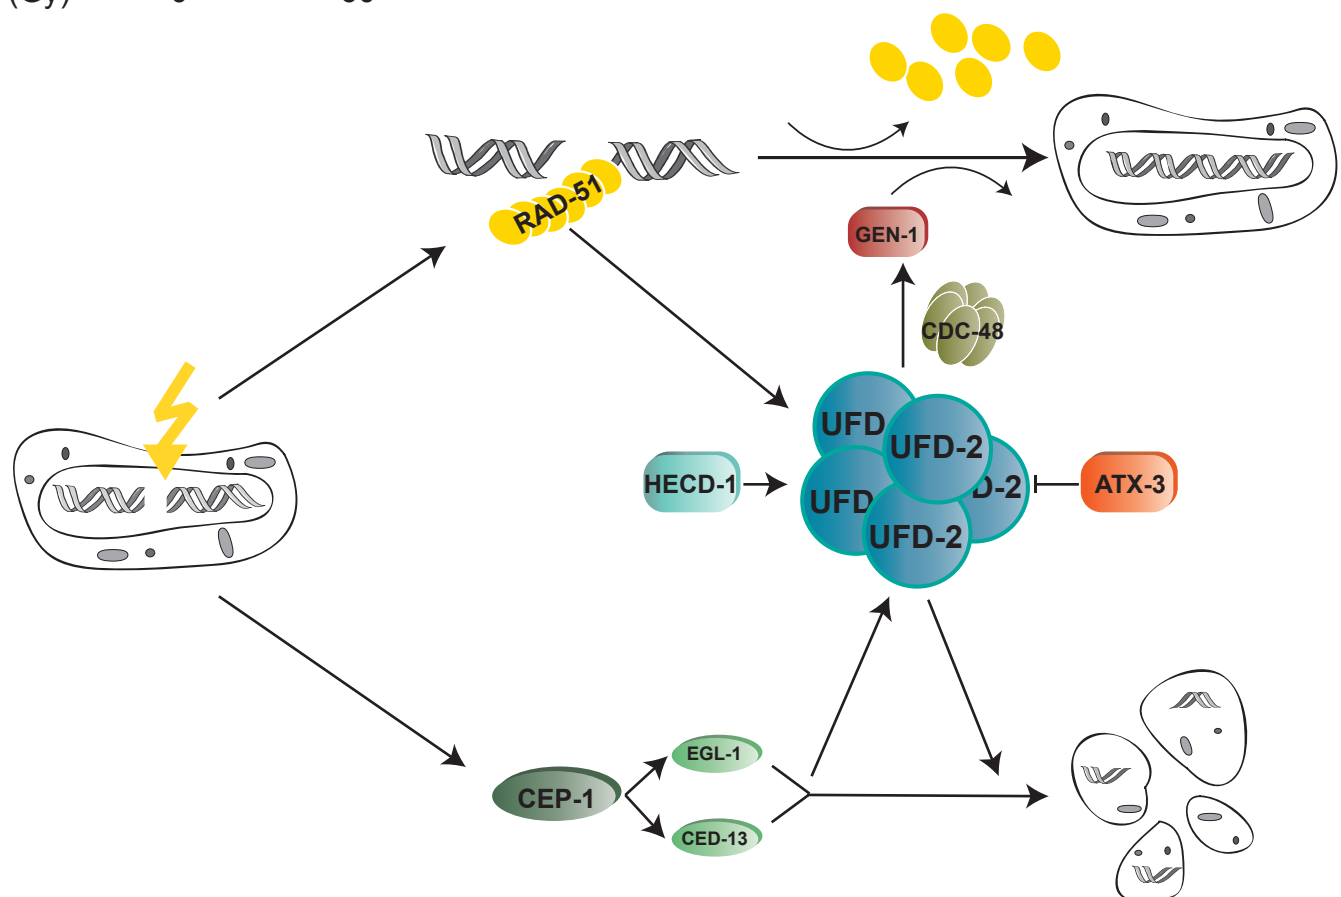 (Gy)
RAD-51
GEN-1
CDC-48
UFD
UFD-2
HECD-1
UFD
D-2
ATX-3
UFD-2
EGL-1
CEP-1
CED-13